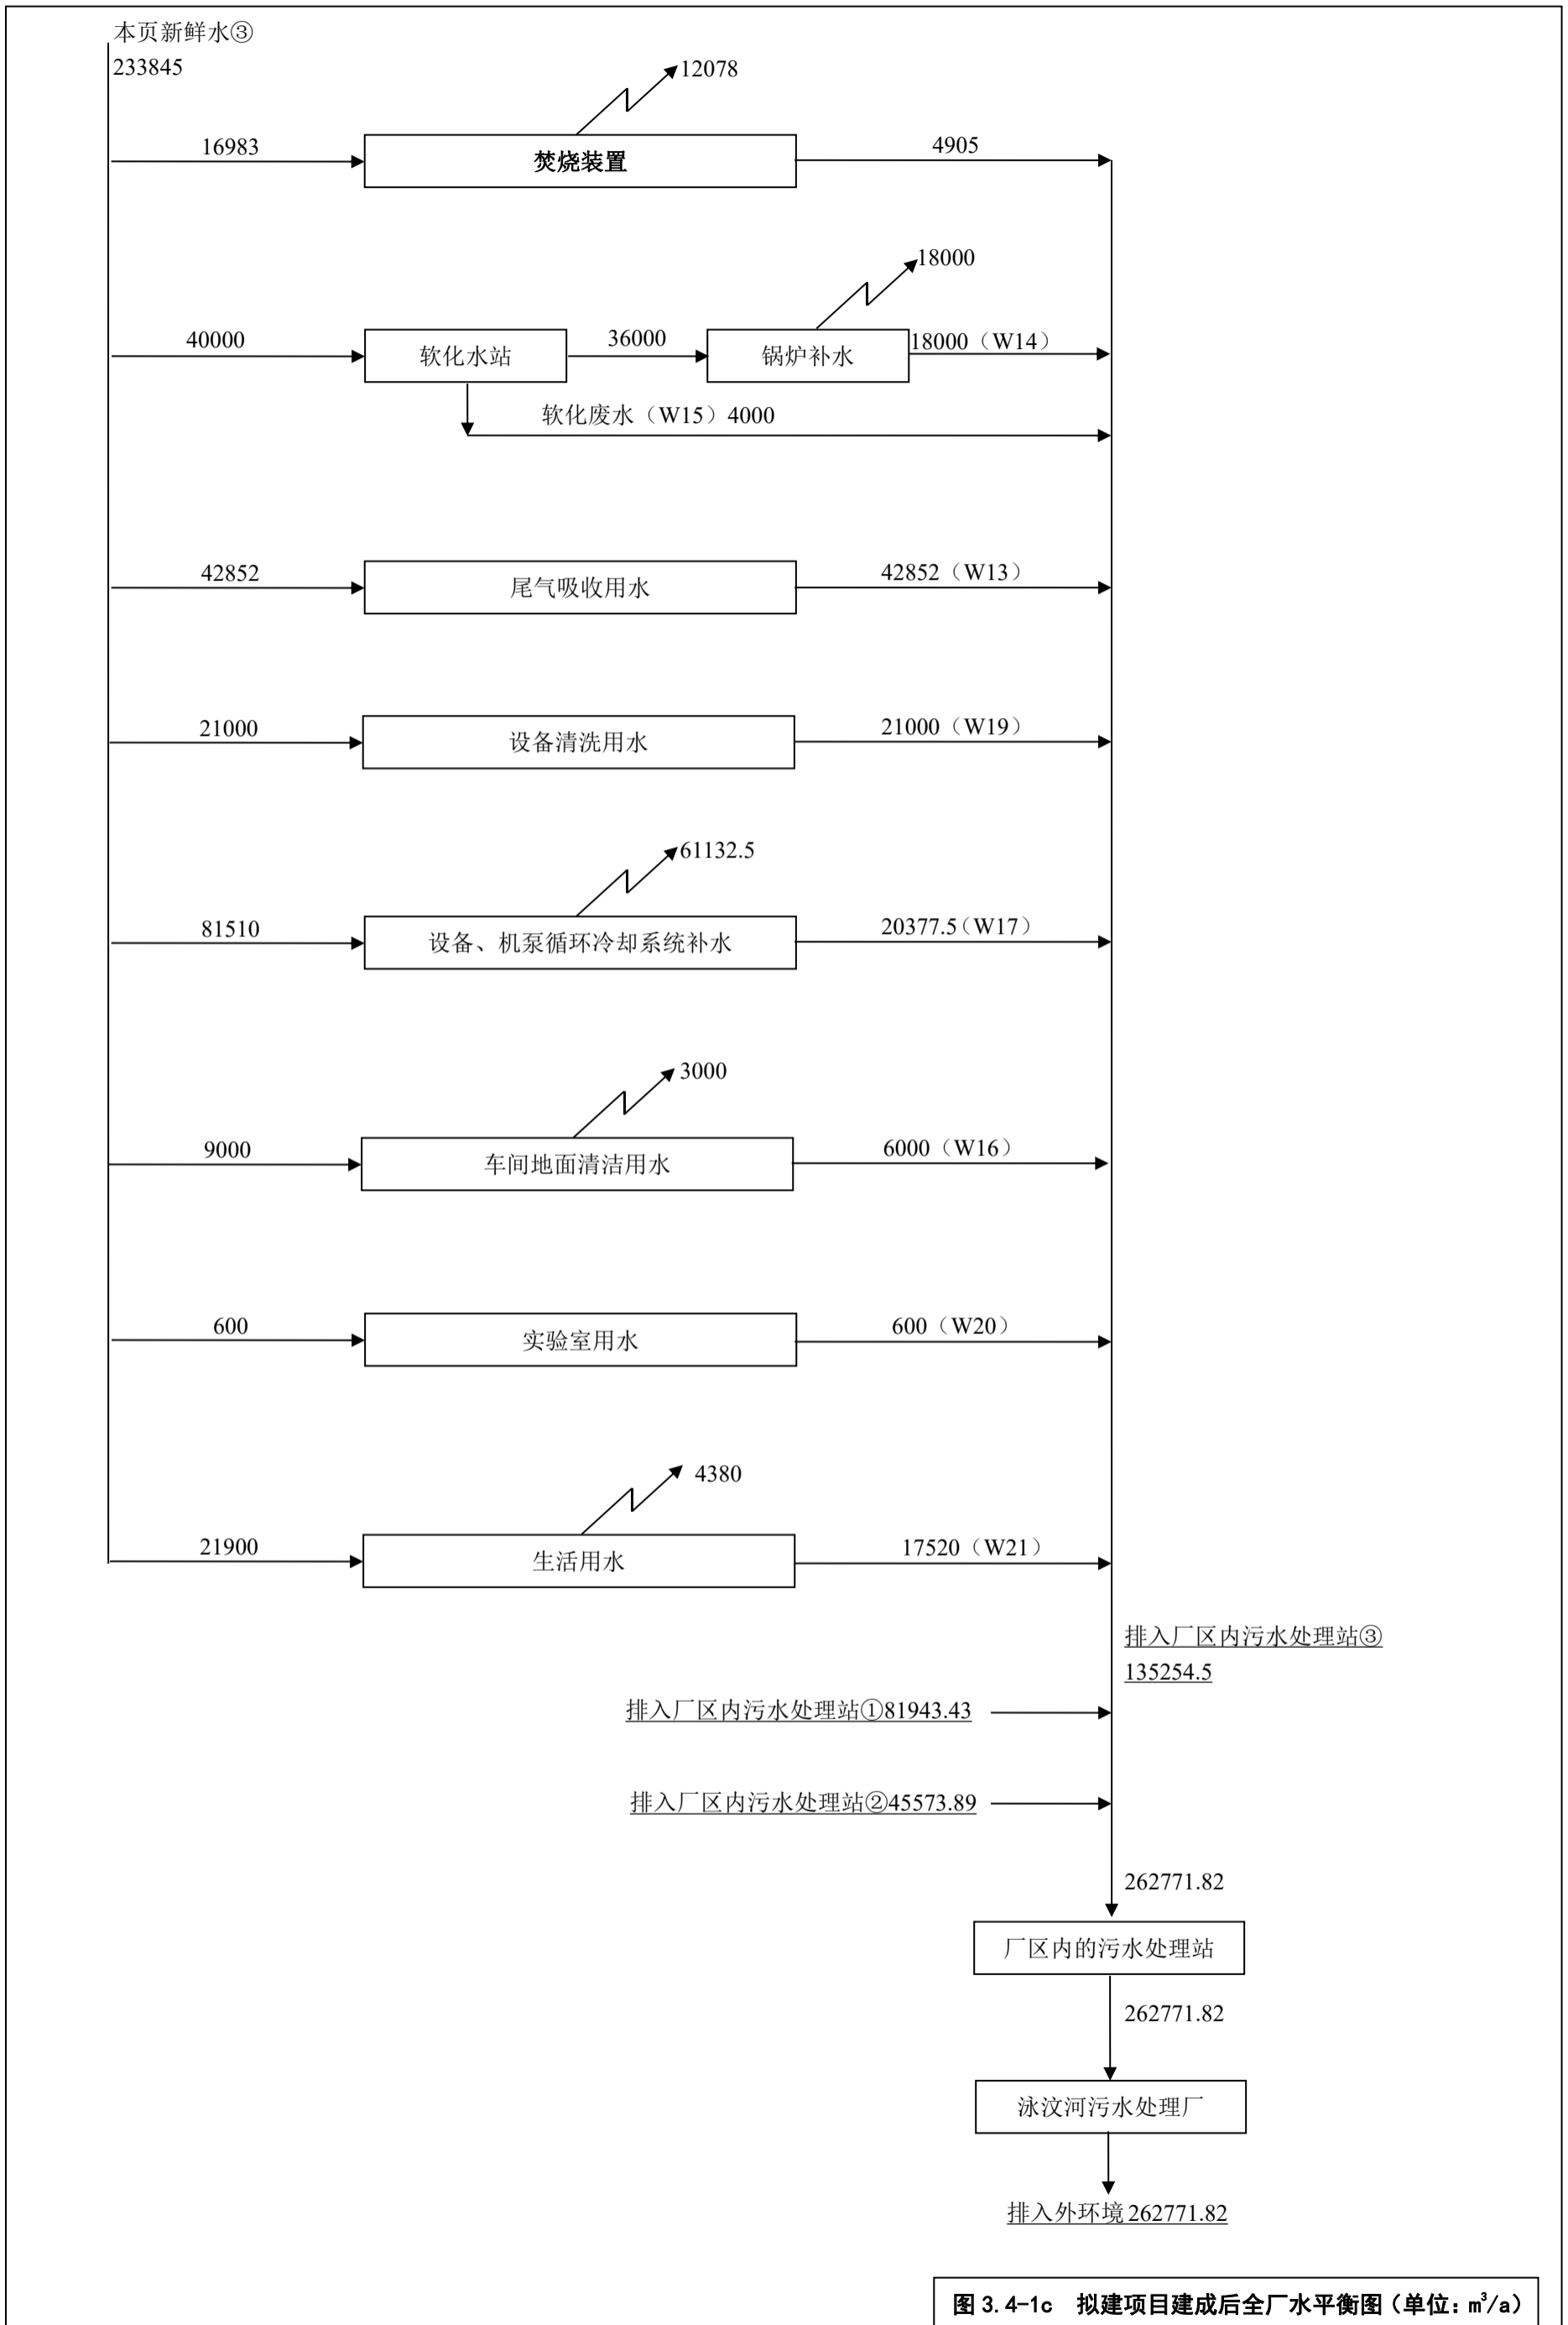 本页新鲜水③
233845
12078
16983
焚烧装置
4905
18000
40000
软化水站
36000
锅炉补水
18000（W14）
软化废水（W15）4000
42852
尾气吸收用水
42852（W13）
21000
设备清洗用水
21000（W19）
61132.5
81510
设备、机泵循环冷却系统补水
20377.5（W17）
3000
9000
车间地面清洁用水
6000（W16）
600
实验室用水
600（W20）
4380
21900
生活用水
17520（W21）
排入厂区内污水处理站③
135254.5
排入厂区内污水处理站①81943.43
排入厂区内污水处理站②45573.89
262771.82
厂区内的污水处理站
262771.82
泳汶河污水处理厂
排入外环境262771.82
图 3.4-1c 拟建项目建成后全厂水平衡图（单位：m³/a）